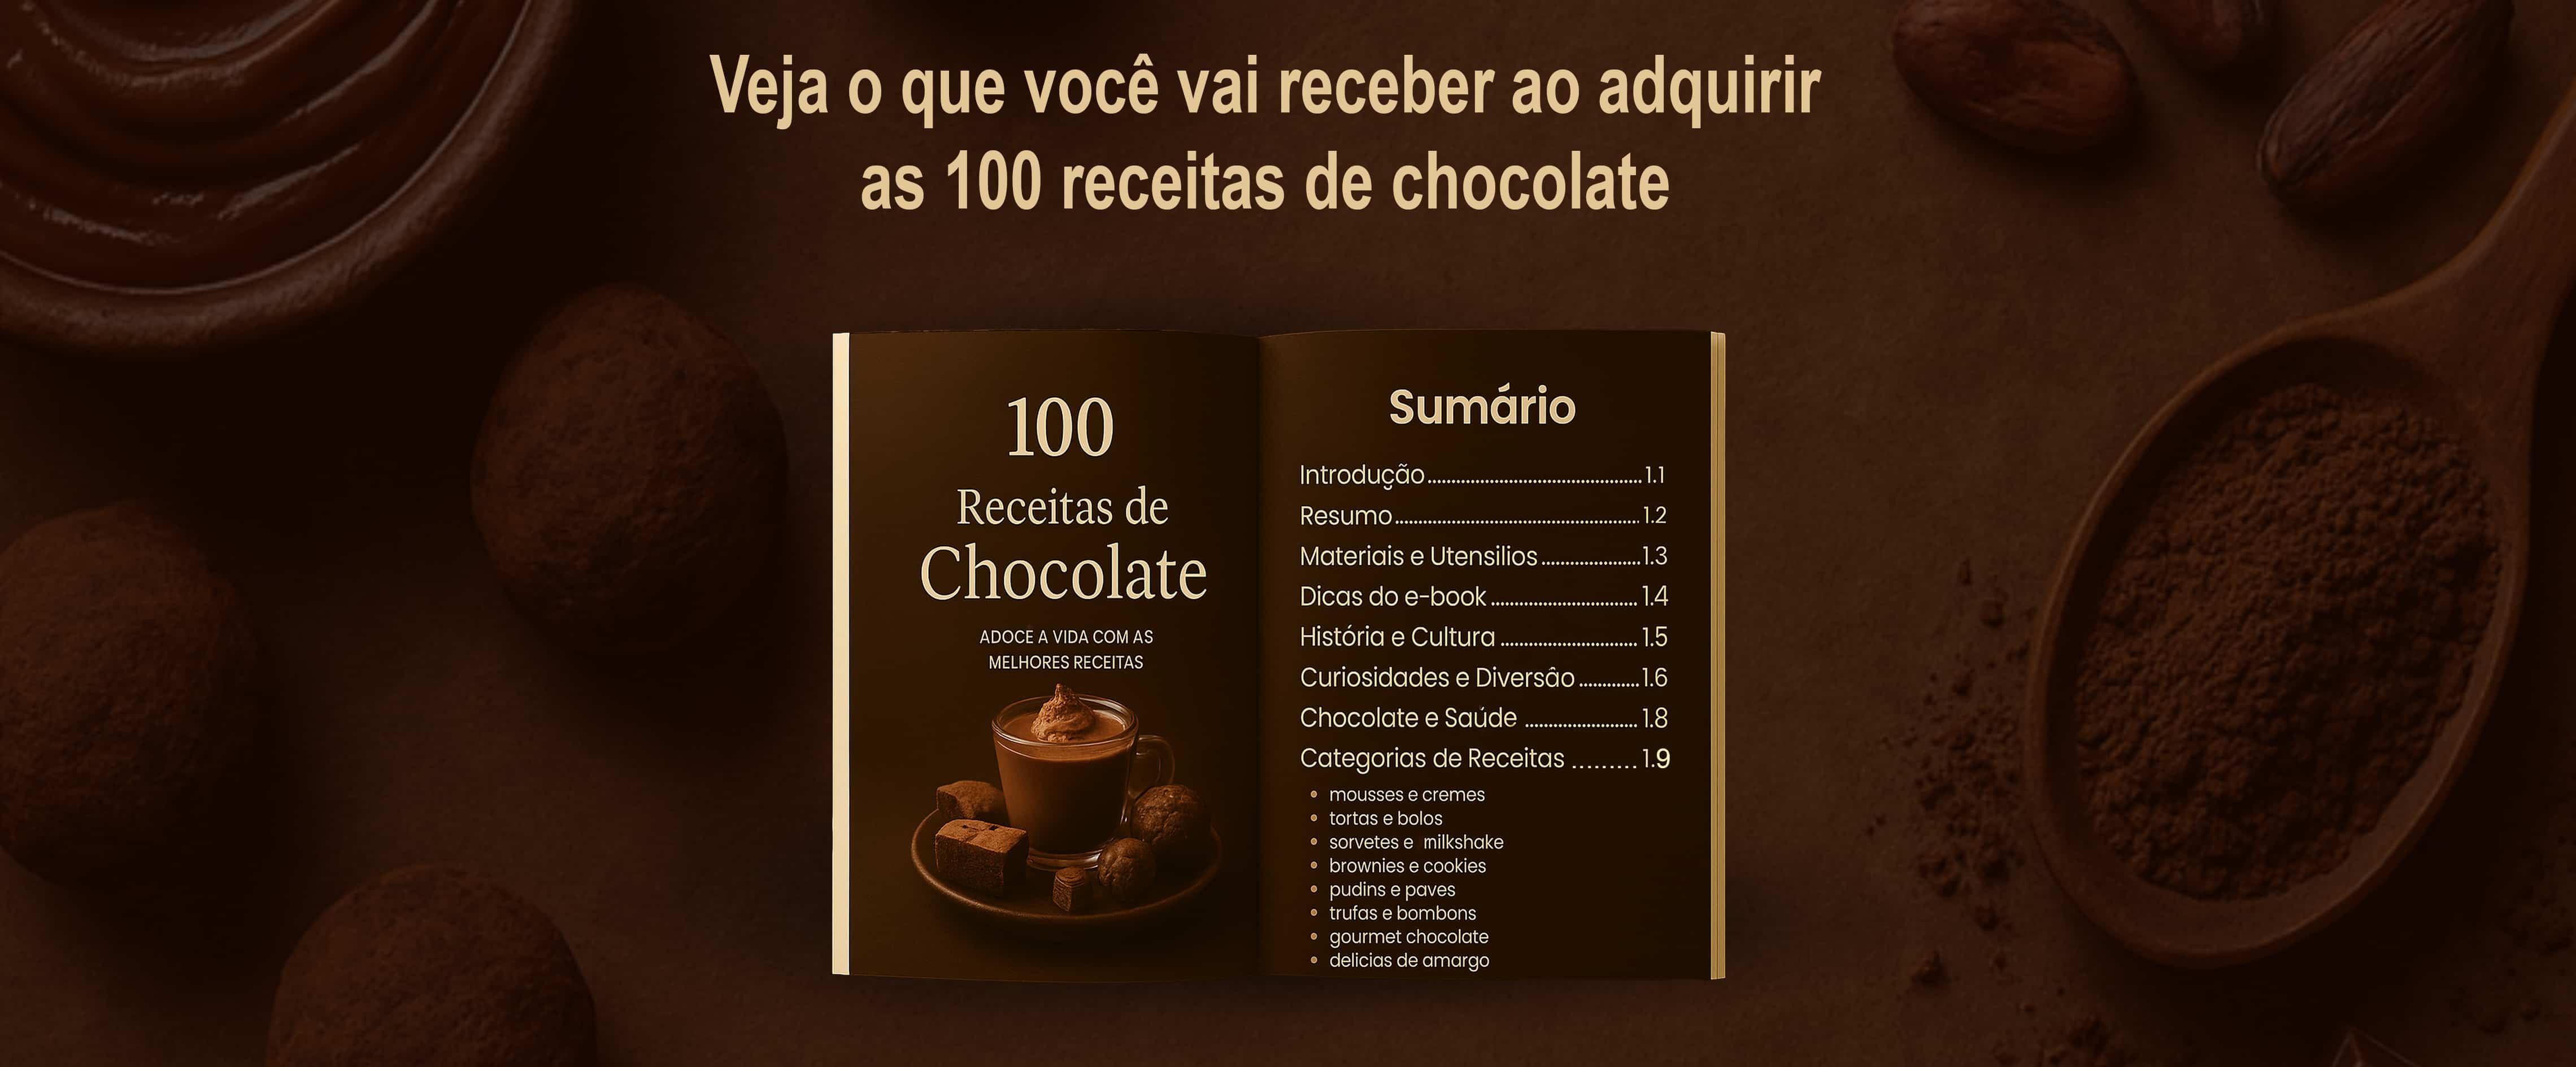 Veja o que você vai receber ao adquirir
as 100 receitas de chocolate
100
Receitas de
Chocolate
ADOCE A VIDA COM AS
MELHORES RECEITAS
Sumário
Introdução.............................................1.1
Resumo...................................................1.2
Materiais e Utensilios.....................1.3
Dicas do e-book...............................1.4
História e Cultura.............................1.5
Curiosidades e Diversâo.............1.6
Chocolate e Saúde ........................1.8
Categorias de Receitas .........1.9
• mousses e cremes
• tortas e bolos
• sorvetes e milkshake
• brownies e cookies
• pudins e paves
• trufas e bombons
• gourmet chocolate
• delicias de amargo